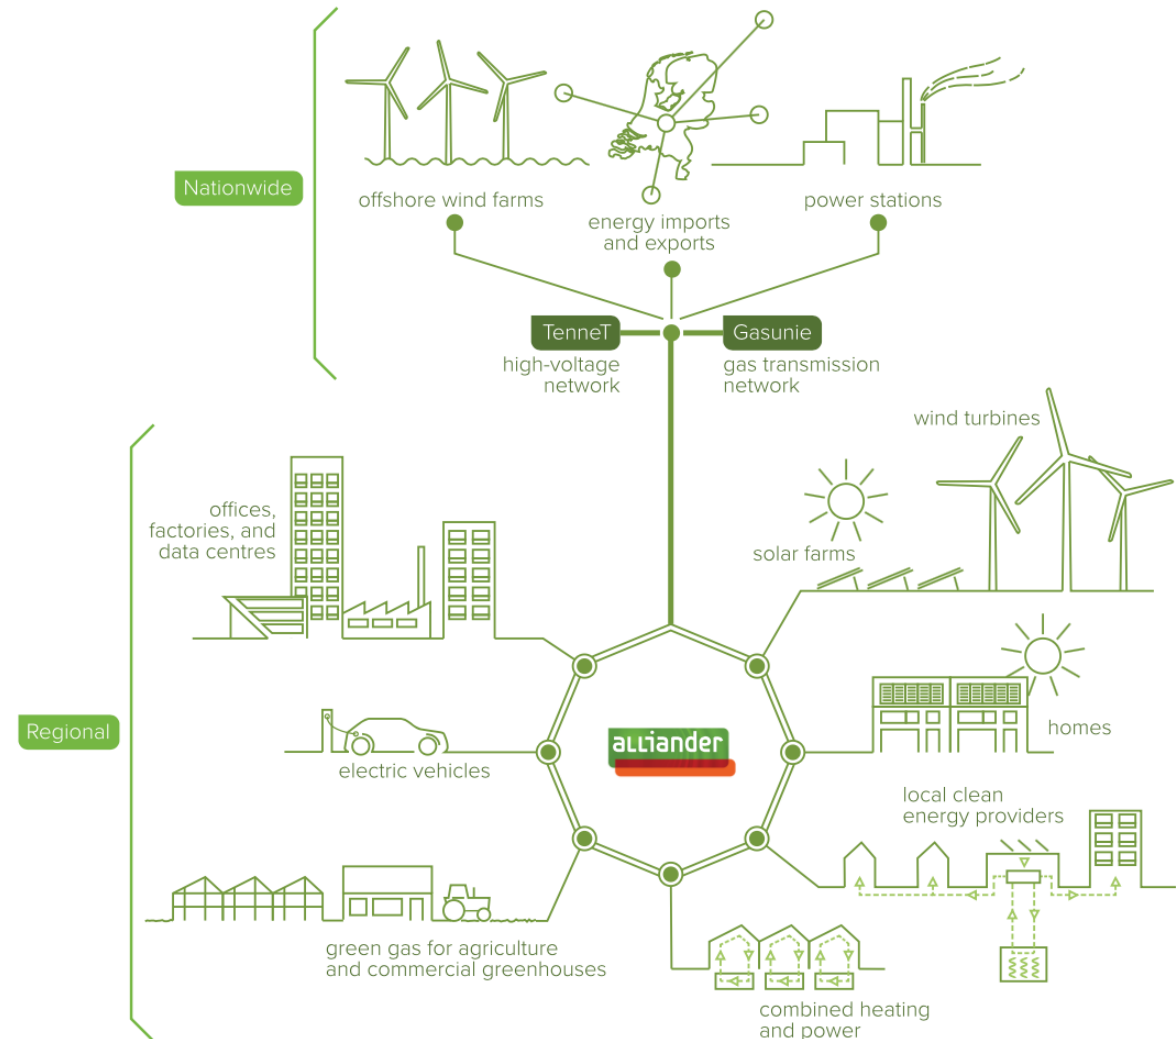 Nationwide
offshore wind farms
energy imports
and exports
power stations
TenneT
high-voltage
network
Gasunie
gas transmission
network
Regional
offices,
factories, and
data centres
wind turbines
solar farms
electric vehicles
alliander
homes
local clean
energy providers
green gas for agriculture
and commercial greenhouses
combined heating
and power